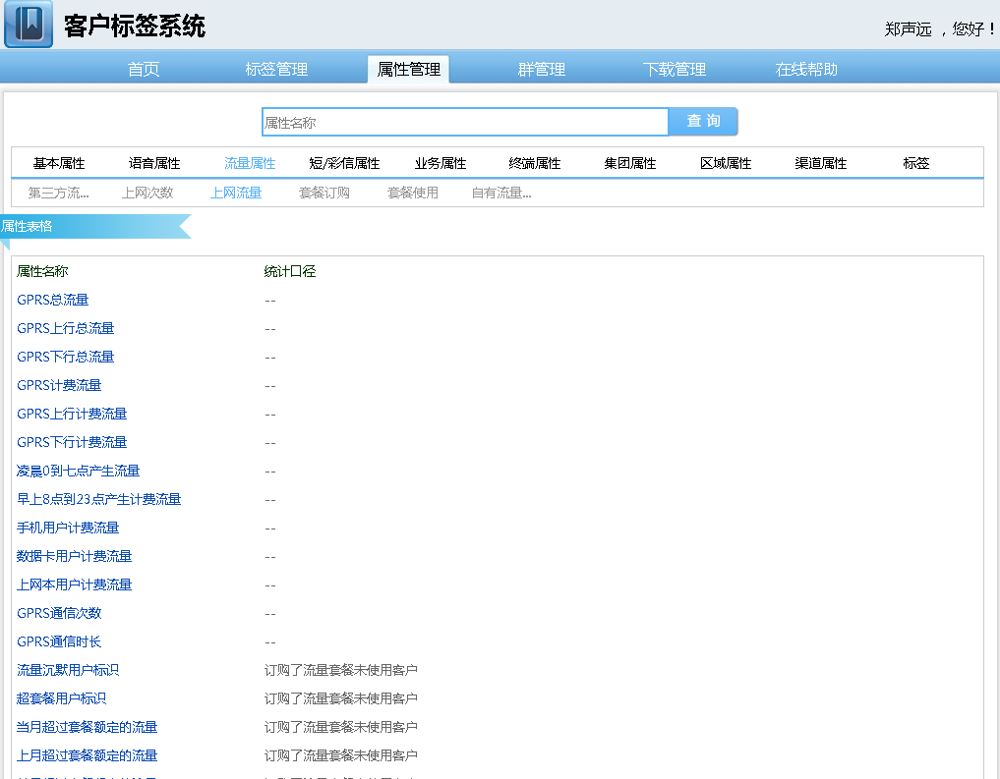 客户标签系统
郑声远 ，您好！
首页 标签管理 属性管理 群管理 下载管理 在线帮助
属性名称 查 询
基本属性 语音属性 流量属性 短/彩信属性 业务属性 终端属性 集团属性 区域属性 渠道属性 标签
第三方流... 上网次数 上网流量 套餐订购 套餐使用 自有流量...
属性表格
属性名称 统计口径
GPRS总流量 --
GPRS上行总流量 --
GPRS下行总流量 --
GPRS计费流量 --
GPRS上行计费流量 --
GPRS下行计费流量 --
凌晨0到七点产生流量 --
早上8点到23点产生计费流量 --
手机用户计费流量 --
数据卡用户计费流量 --
上网本用户计费流量 --
GPRS通信次数 --
GPRS通信时长 --
流量沉默用户标识 订购了流量套餐未使用客户
超套餐用户标识 订购了流量套餐未使用客户
当月超过套餐额定的流量 订购了流量套餐未使用客户
上月超过套餐额定的流量 订购了流量套餐未使用客户